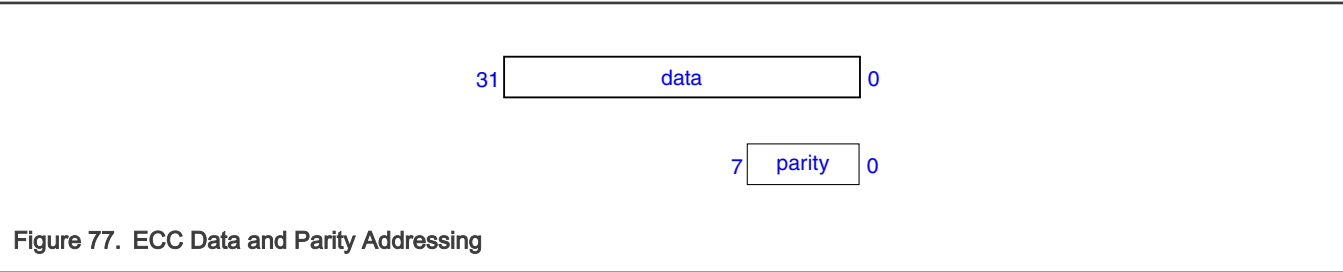 31 data 0
7 parity 0
Figure 77. ECC Data and Parity Addressing